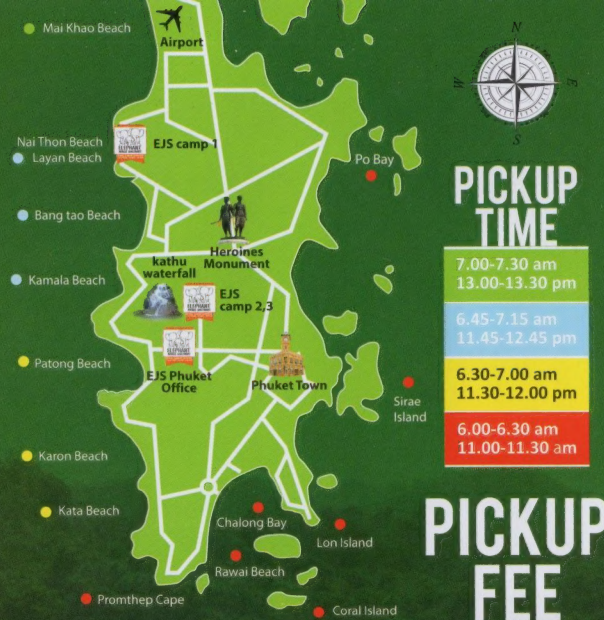 Mai Khao Beach
Airport
N
W
E
S
Nai Thon Beach
Layan Beach
EJS camp 1
ELEPHANT
Po Bay
PICKUP
TIME
Bang tao Beach
Heroines
Monument
7.00-7.30 am
13.00-13.30 pm
kathu
waterfall
Kamala Beach
EJS
camp 2,3
ELEPHANT
6.45-7.15 am
11.45-12.45 pm
Patong Beach
ELEPHANT
EJS Phuket
Office
Phuket Town
6.30-7.00 am
11.30-12.00 pm
Sirae
Island
6.00-6.30 am
11.00-11.30 am
Karon Beach
Kata Beach
Chalong Bay
Lon Island
PICKUP
FEE
Rawai Beach
Promthep Cape
Coral Island